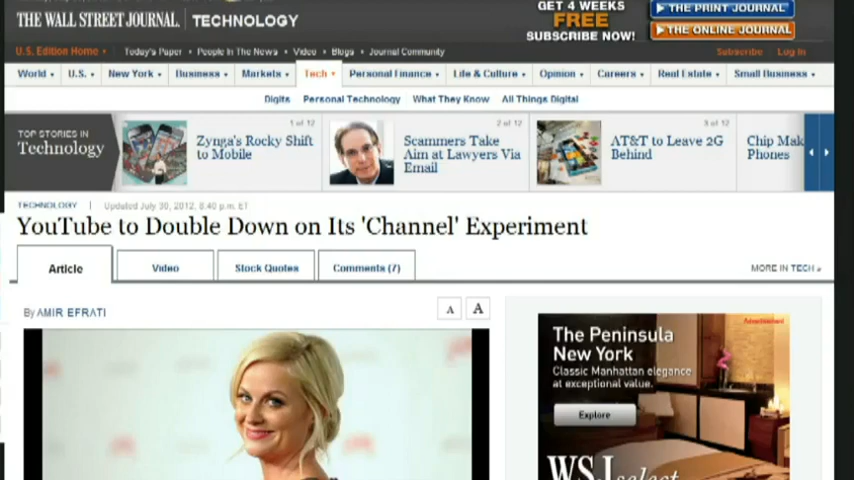 THE WALL STREET JOURNAL. | TECHNOLOGY
GET 4 WEEKS
FREE
SUBSCRIBE NOW!
THE PRINT JOURNAL
THE ONLINE JOURNAL
U.S. Edition Home
Today's Paper • People In The News • Video • Blogs • Journal Community
Subscribe Log In
World U.S. New York Business Markets Tech Personal Finance Life & Culture Opinion Careers Real Estate Small Business
Digits Personal Technology What They Know All Things Digital
TOP STORIES IN
Technology
1 of 12
Zynga's Rocky Shift
to Mobile
2 of 12
Scammers Take
Aim at Lawyers Via
Email
3 of 12
AT&T to Leave 2G
Behind
Chip Mak
Phones
TECHNOLOGY | Updated July 30, 2012, 8:40 p.m. ET
YouTube to Double Down on Its 'Channel' Experiment
Article
Video
Stock Quotes
Comments (7)
MORE IN TECH »
By AMIR EFRATI
A A
Advertisement
The Peninsula
New York
Classic Manhattan elegance
at exceptional value.
Explore
WSJ select